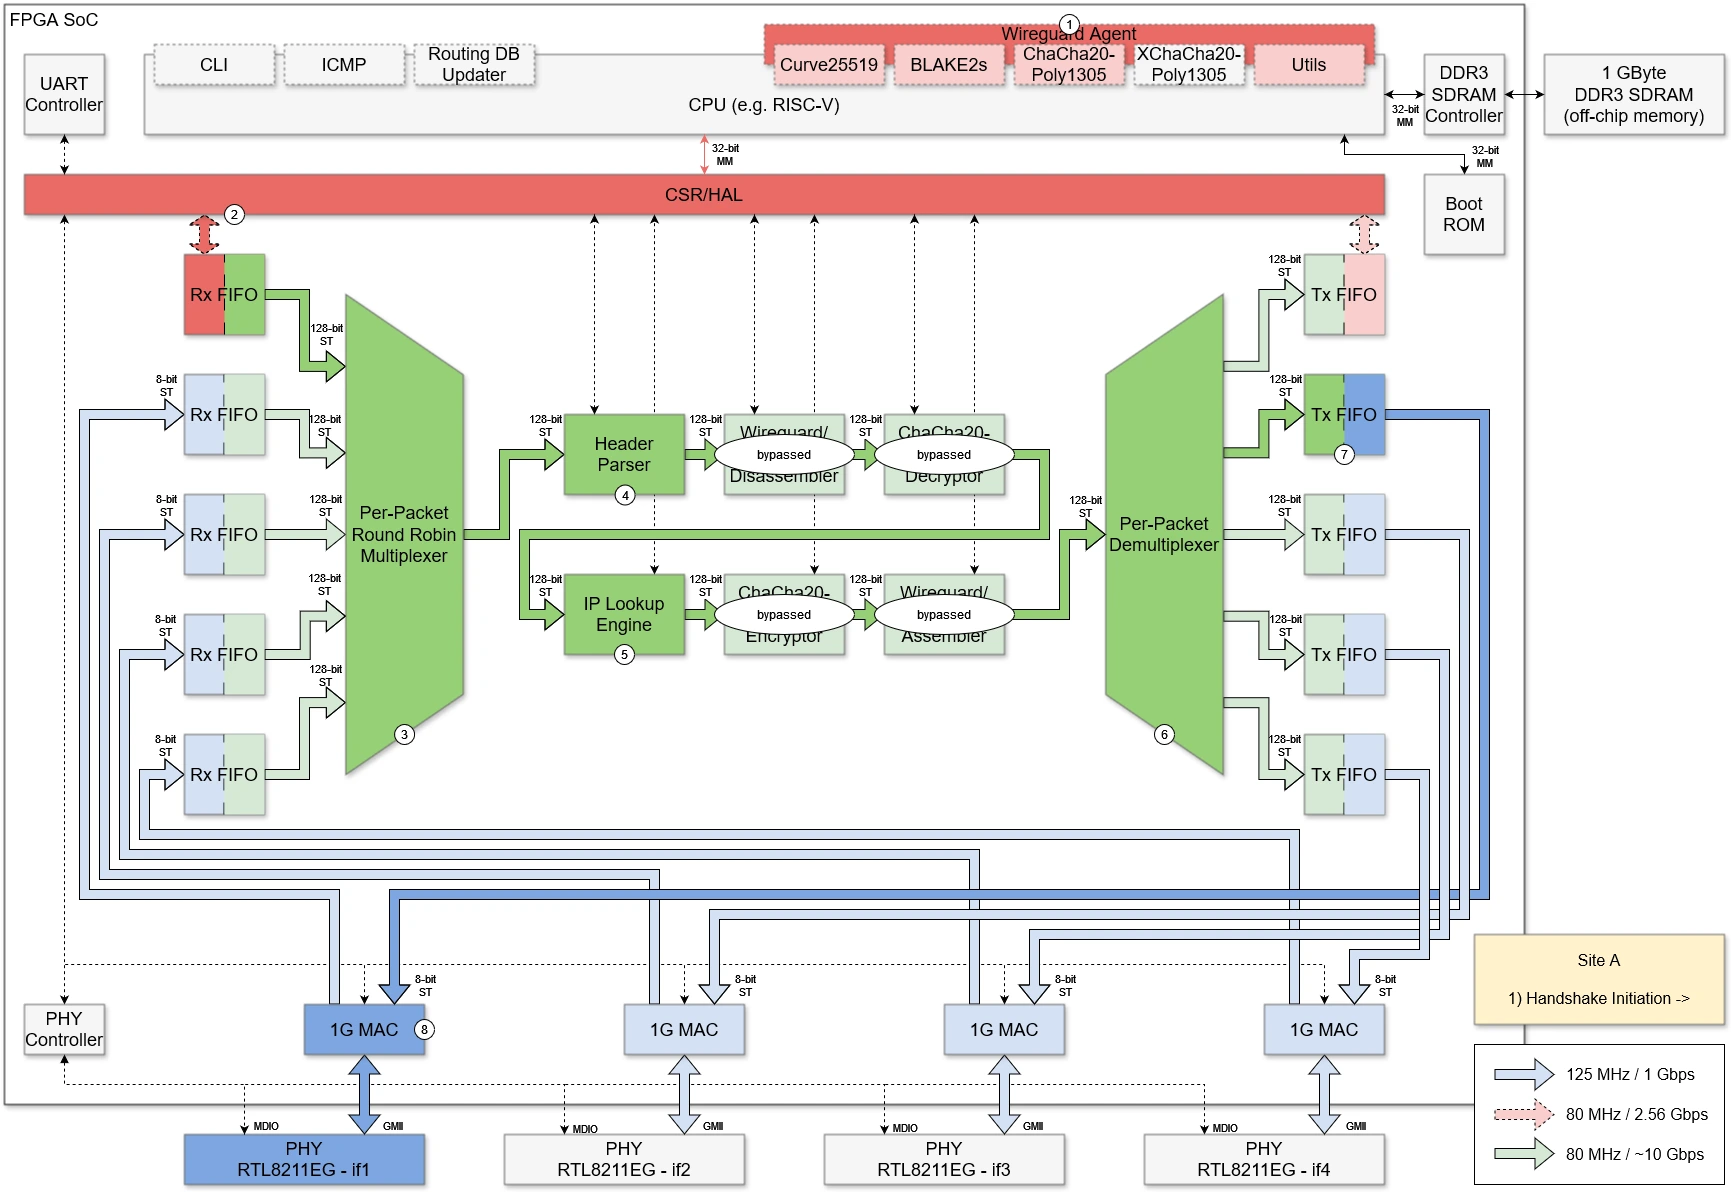 FPGA SoC
1
Wireguard Agent
UART
Controller
CLI
ICMP
Routing DB
Updater
Curve25519
BLAKE2s
ChaCha20-
Poly1305
XChaCha20-
Poly1305
Utils
CPU (e.g. RISC-V)
32-bit
MM
DDR3
SDRAM
Controller
1 GByte
DDR3 SDRAM
(off-chip memory)
32-bit
MM
32-bit
MM
CSR/HAL
Boot
ROM
2
Rx FIFO
128-bit
ST
8-bit
ST
Rx FIFO
128-bit
ST
8-bit
ST
Rx FIFO
128-bit
ST
8-bit
ST
Rx FIFO
128-bit
ST
8-bit
ST
Rx FIFO
128-bit
ST
Per-Packet
Round Robin
Multiplexer
3
128-bit
ST
Header
Parser
4
128-bit
ST
Wireguard/
bypassed
Disassembler
128-bit
ST
ChaCha20-
bypassed
Decryptor
128-bit
ST
IP Lookup
Engine
5
128-bit
ST
ChaCha20-
bypassed
Encryptor
128-bit
ST
Wireguard/
bypassed
Assembler
128-bit
ST
Per-Packet
Demultiplexer
6
128-bit
ST
Tx FIFO
128-bit
ST
Tx FIFO
7
128-bit
ST
Tx FIFO
128-bit
ST
Tx FIFO
128-bit
ST
Tx FIFO
8-bit
ST
8-bit
ST
8-bit
ST
8-bit
ST
PHY
Controller
1G MAC
8
1G MAC
1G MAC
1G MAC
MDIO
GMII
MDIO
GMII
MDIO
GMII
MDIO
GMII
PHY
RTL8211EG - if1
PHY
RTL8211EG - if2
PHY
RTL8211EG - if3
PHY
RTL8211EG - if4
Site A
1) Handshake Initiation ->
125 MHz / 1 Gbps
80 MHz / 2.56 Gbps
80 MHz / ~10 Gbps